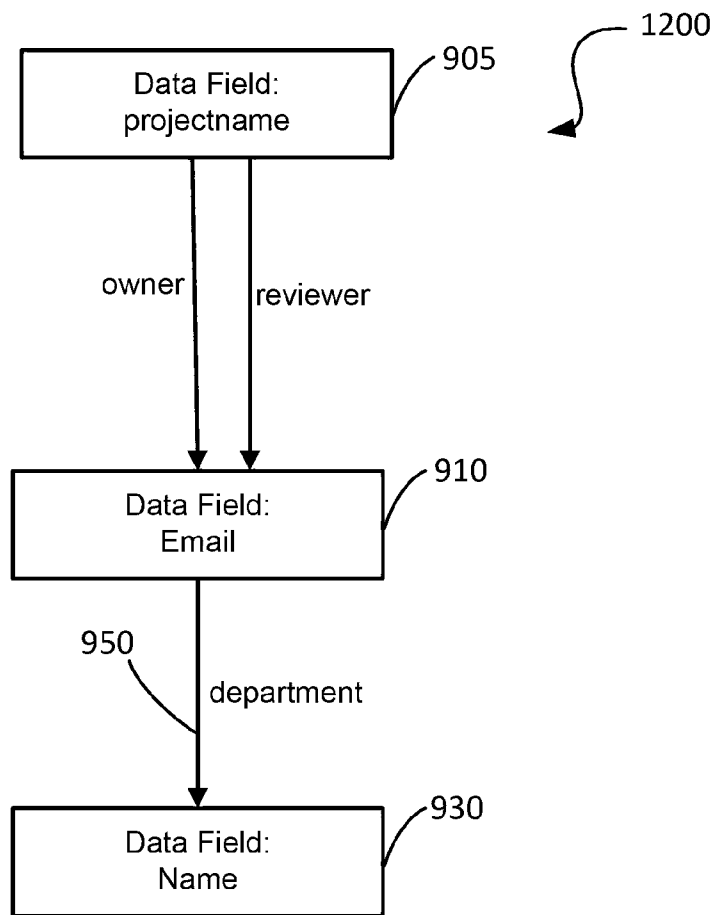 1200
905
Data Field:
projectname
owner
reviewer
910
Data Field:
Email
950
department
930
Data Field:
Name